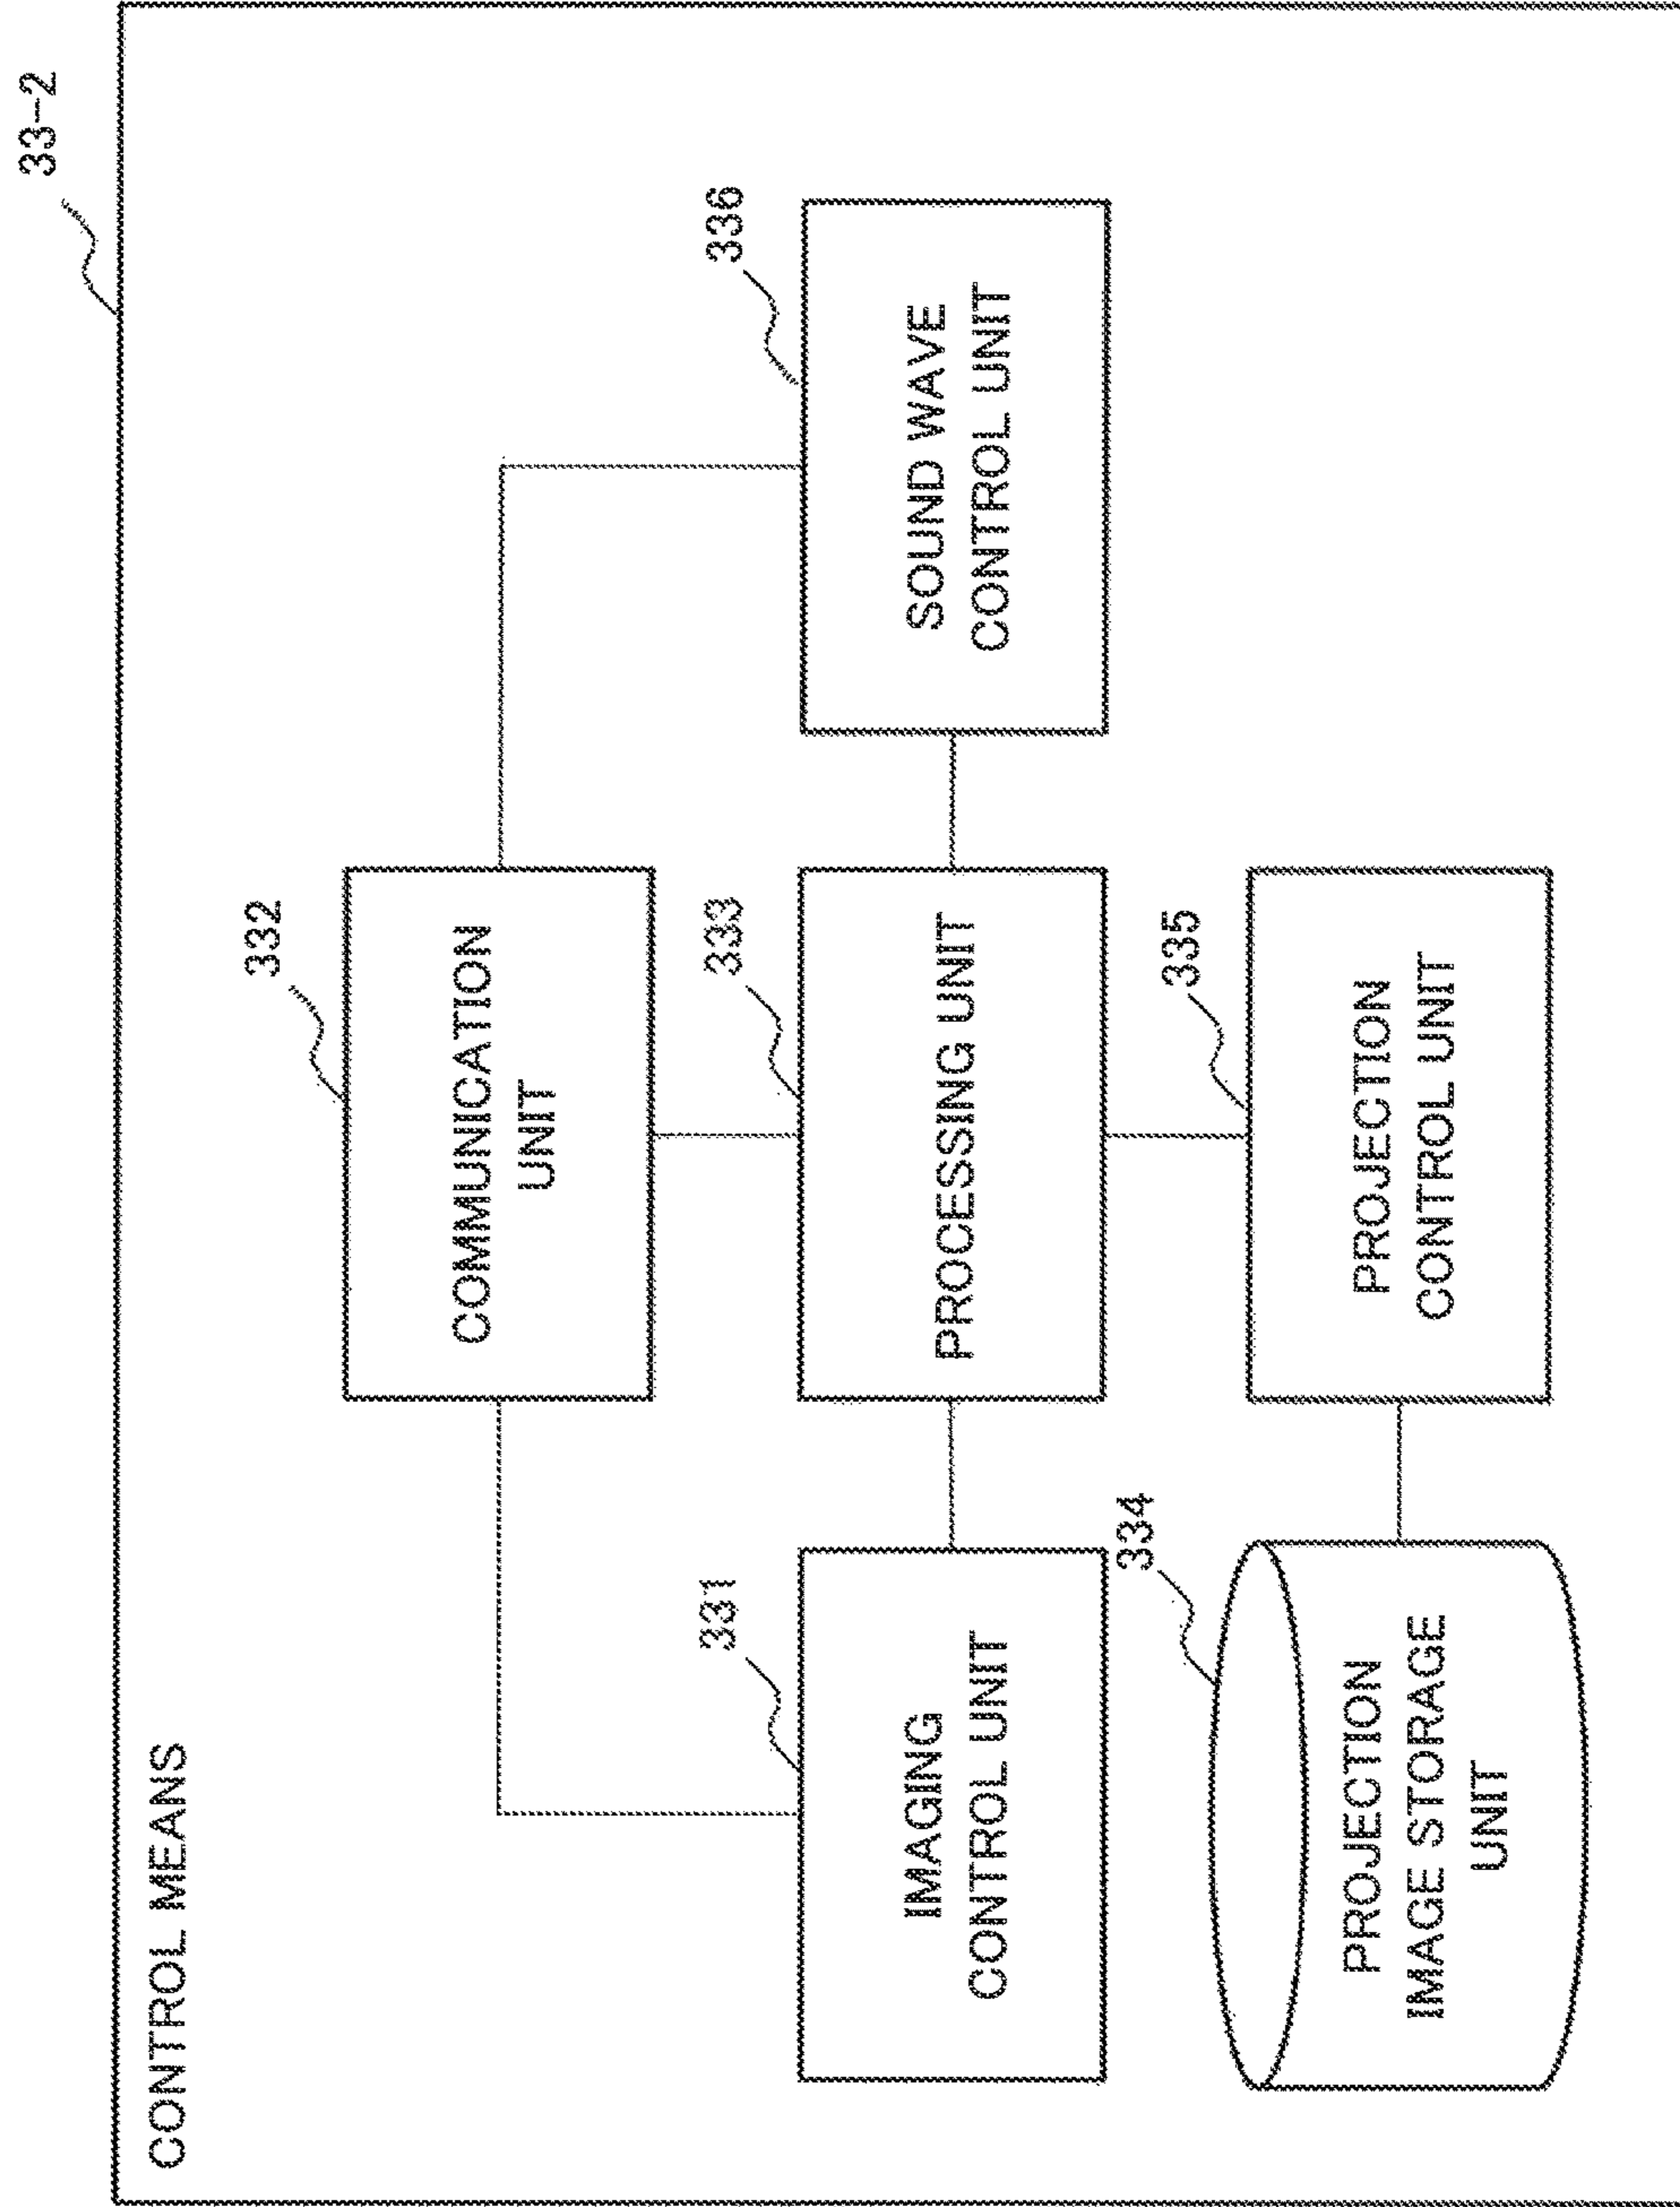 33-2
CONTROL MEANS
332
COMMUNICATION
UNIT
331
IMAGING
CONTROL UNIT
333
PROCESSING UNIT
336
SOUND WAVE
CONTROL UNIT
334
PROJECTION
IMAGE STORAGE
UNIT
335
PROJECTION
CONTROL UNIT